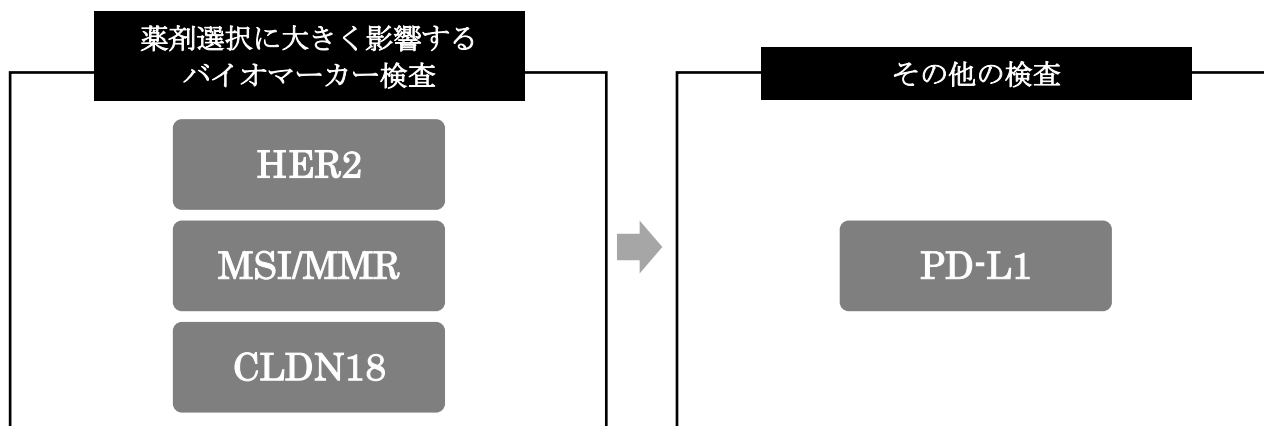 薬剤選択に大きく影響する
バイオマーカー検査
HER2
MSI/MMR
CLDN18
その他の検査
PD-L1